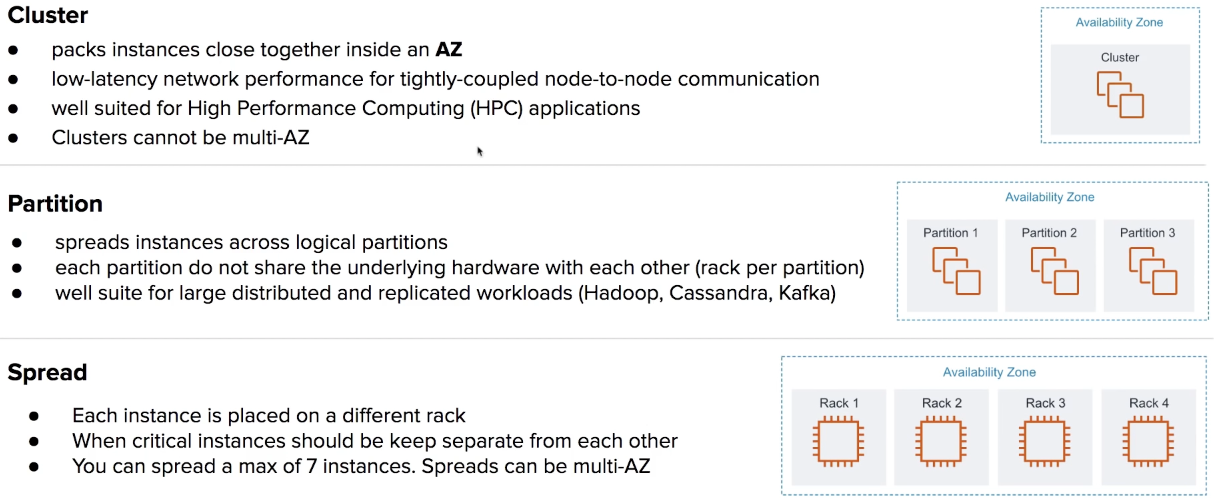 Cluster
● packs instances close together inside an AZ
● low-latency network performance for tightly-coupled node-to-node communication
● well suited for High Performance Computing (HPC) applications
● Clusters cannot be multi-AZ
Availability Zone
Cluster
Partition
● spreads instances across logical partitions
● each partition do not share the underlying hardware with each other (rack per partition)
● well suite for large distributed and replicated workloads (Hadoop, Cassandra, Kafka)
Availability Zone
Partition 1 Partition 2 Partition 3
Spread
● Each instance is placed on a different rack
● When critical instances should be keep separate from each other
● You can spread a max of 7 instances. Spreads can be multi-AZ
Availability Zone
Rack 1 Rack 2 Rack 3 Rack 4